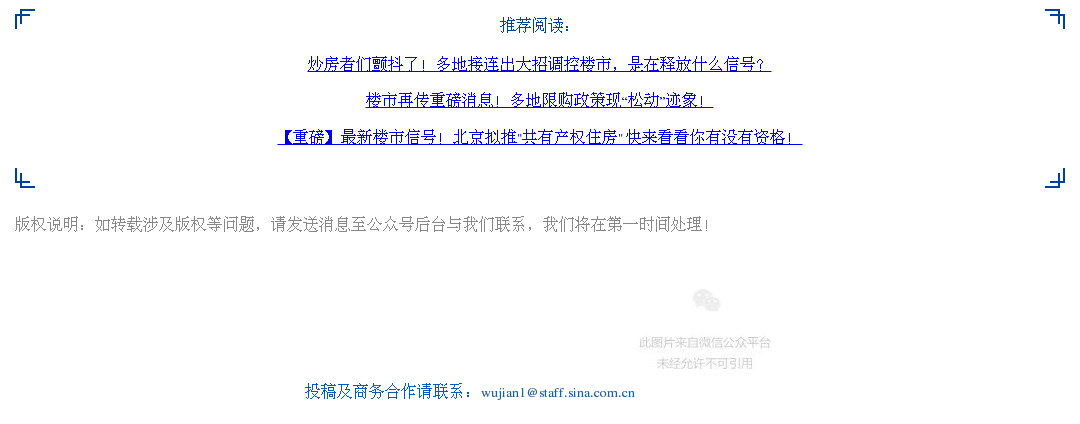 推荐阅读：
炒房者们颤抖了！多地接连出大招调控楼市，是在释放什么信号？
楼市再传重磅消息！多地限购政策现“松动”迹象！
【重磅】最新楼市信号！北京拟推"共有产权住房" 快来看看你有没有资格！
版权说明：如转载涉及版权等问题，请发送消息至公众号后台与我们联系，我们将在第一时间处理！
此图片来自微信公众平台
未经允许不可引用
投稿及商务合作请联系：wujian1@staff.sina.com.cn